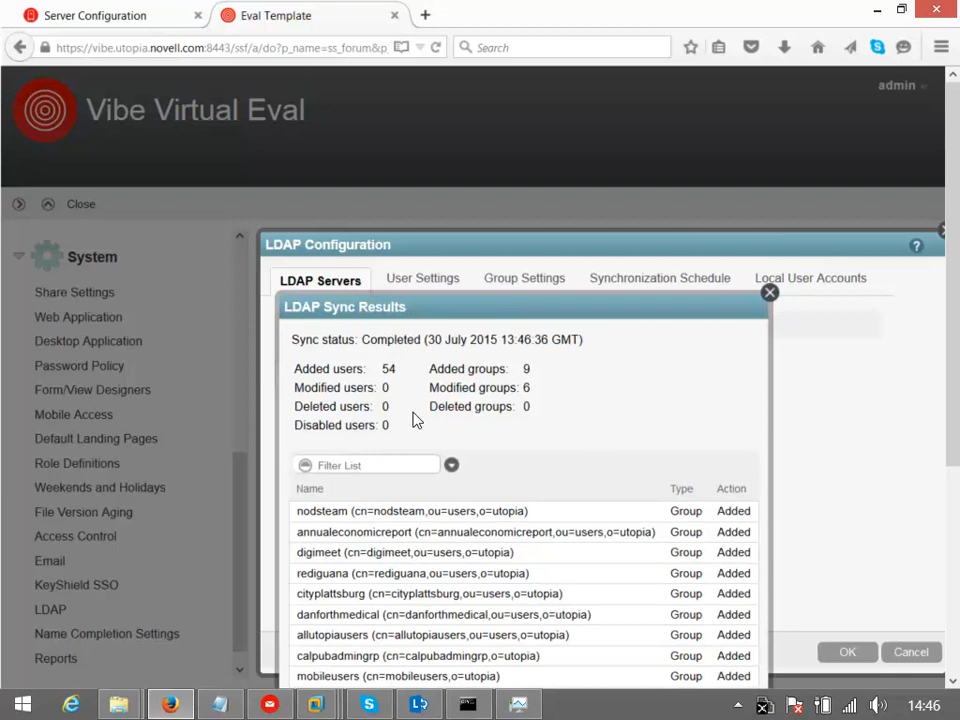 Server Configuration
Eval Template
https://vibe.utopia.novell.com:8443/ssf/a/do?p_name=ss_forum&p_
Search
admin
Vibe Virtual Eval
Close
System
Share Settings
Web Application
Desktop Application
Password Policy
Form/View Designers
Mobile Access
Default Landing Pages
Role Definitions
Weekends and Holidays
File Version Aging
Access Control
Email
KeyShield SSO
LDAP
Name Completion Settings
Reports
LDAP Configuration
?
LDAP Servers User Settings Group Settings Synchronization Schedule Local User Accounts
LDAP Sync Results
Sync status: Completed (30 July 2015 13:46:36 GMT)
Added users: 54 Added groups: 9
Modified users: 0 Modified groups: 6
Deleted users: 0 Deleted groups: 0
Disabled users: 0
Filter List
Name Type Action
nodsteam (cn=nodsteam,ou=users,o=utopia) Group Added
annualeconomicreport (cn=annualeconomicreport,ou=users,o=utopia) Group Added
digimeet (cn=digimeet,ou=users,o=utopia) Group Added
rediguana (cn=rediguana,ou=users,o=utopia) Group Added
cityplattsburg (cn=cityplattsburg,ou=users,o=utopia) Group Added
danforthmedical (cn=danforthmedical,ou=users,o=utopia) Group Added
allutopiausers (cn=allutopiausers,ou=users,o=utopia) Group Added
calpubadmingrp (cn=calpubadmingrp,ou=users,o=utopia) Group Added
mobileusers (cn=mobileusers,ou=users,o=utopia) Group Added
OK Cancel
14:46